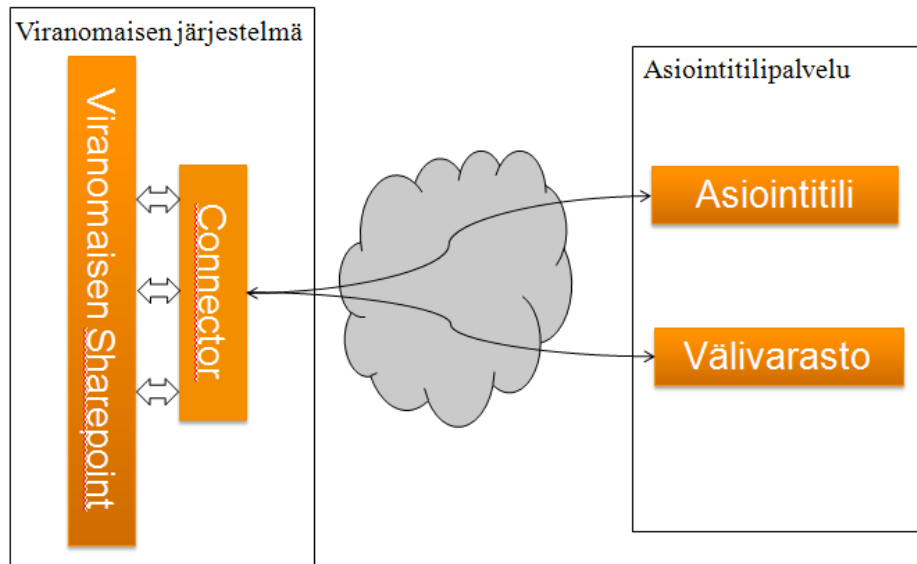 Viranomaisen järjestelmä
Viranomaisen Sharepoint
Connector
Asiointitilipalvelu
Asiointitili
Välivarasto